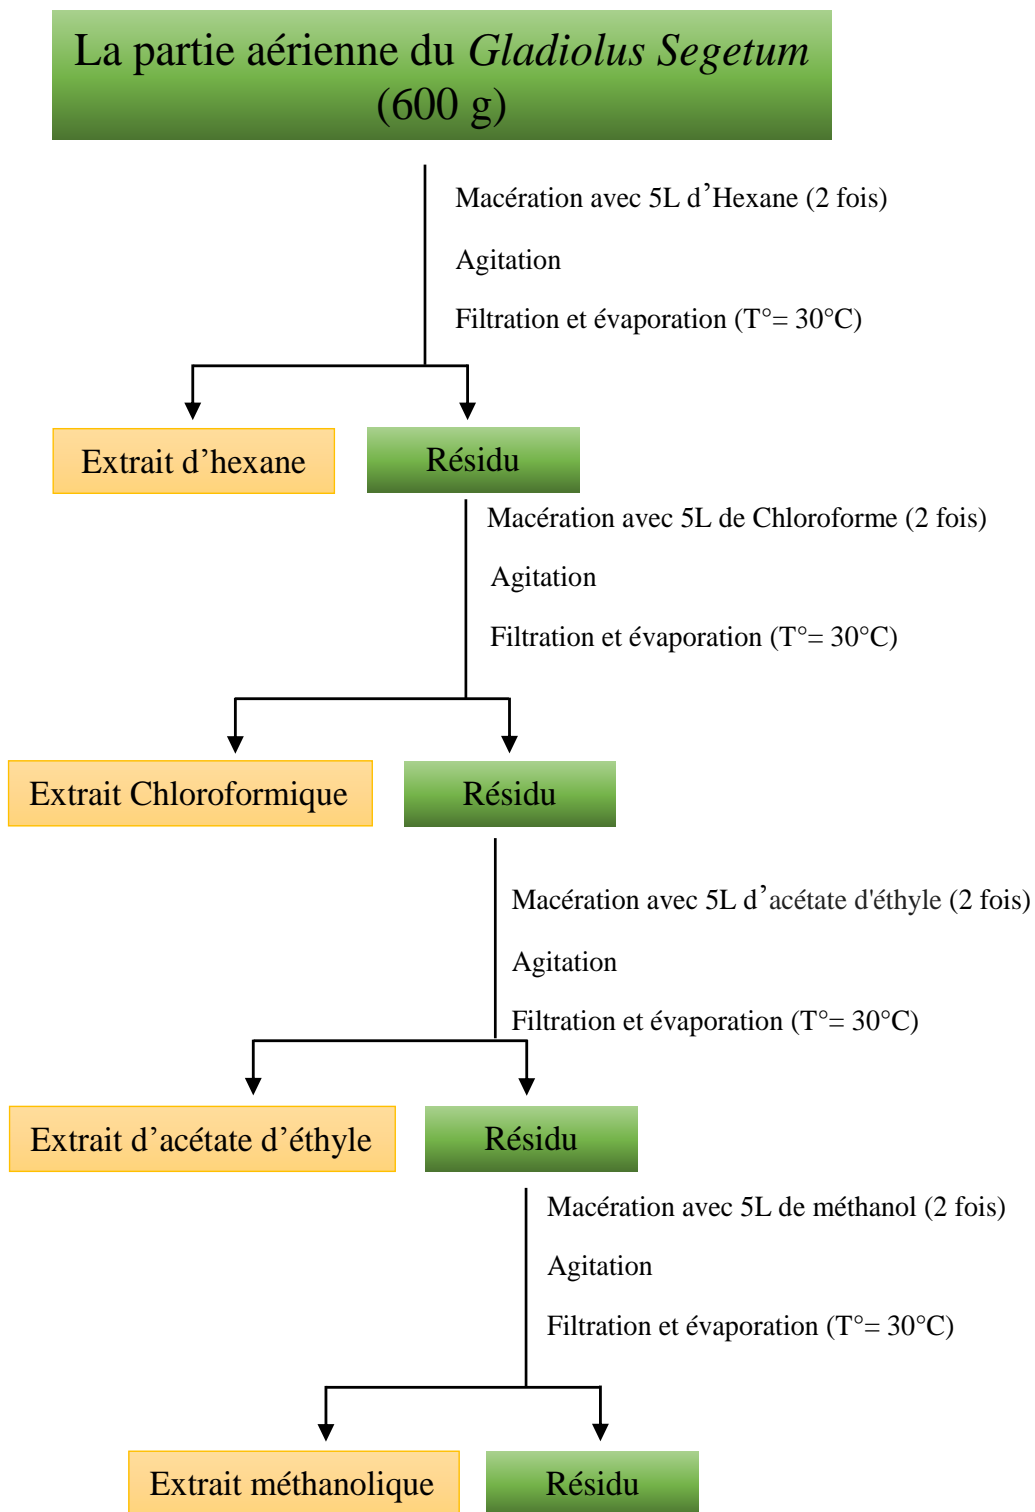 La partie aérienne du Gladiolus Segetum
(600 g)
Macération avec 5L d’Hexane (2 fois)
Agitation
Filtration et évaporation (T°= 30°C)
Extrait d’hexane
Résidu
Macération avec 5L de Chloroforme (2 fois)
Agitation
Filtration et évaporation (T°= 30°C)
Extrait Chloroformique
Résidu
Macération avec 5L d’acétate d'éthyle (2 fois)
Agitation
Filtration et évaporation (T°= 30°C)
Extrait d’acétate d’éthyle
Résidu
Macération avec 5L de méthanol (2 fois)
Agitation
Filtration et évaporation (T°= 30°C)
Extrait méthanolique
Résidu